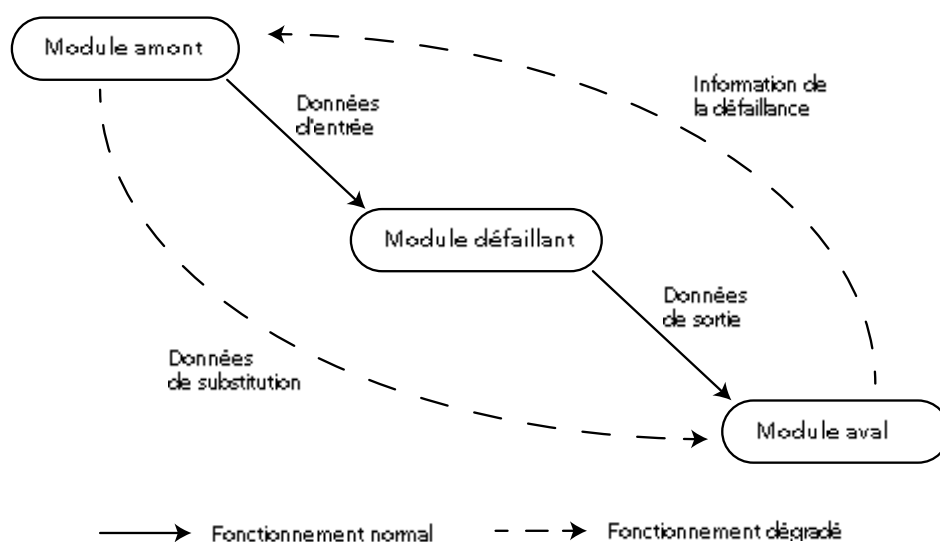 Module amont
Information de
la défaillance
Données
d'entrée
Module défaillant
Données
de sortie
Données
de substitution
Module aval
Fonctionnement normal
Fonctionnement dégradé